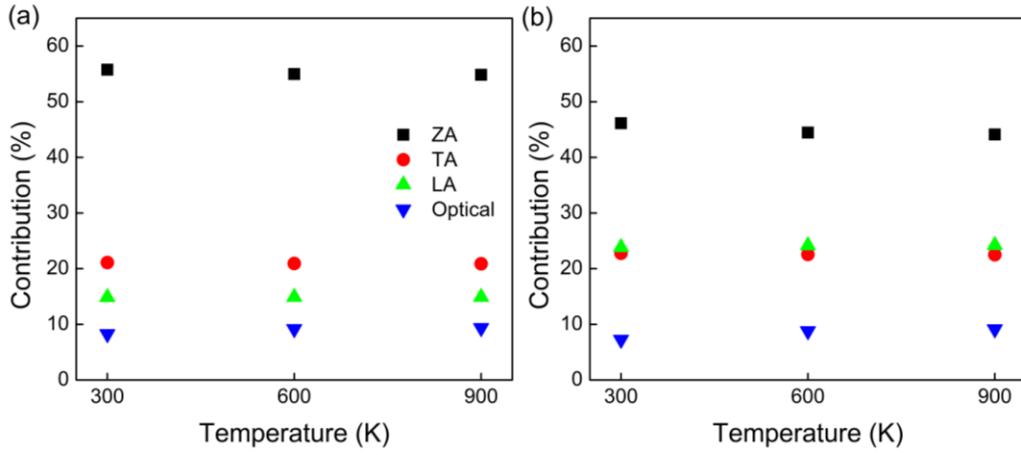 (a)
Contribution (%)
60
50
40
30
20
10
0
ZA
TA
LA
Optical
300
600
900
Temperature (K)
(b)
Contribution (%)
60
50
40
30
20
10
0
300
600
900
Temperature (K)